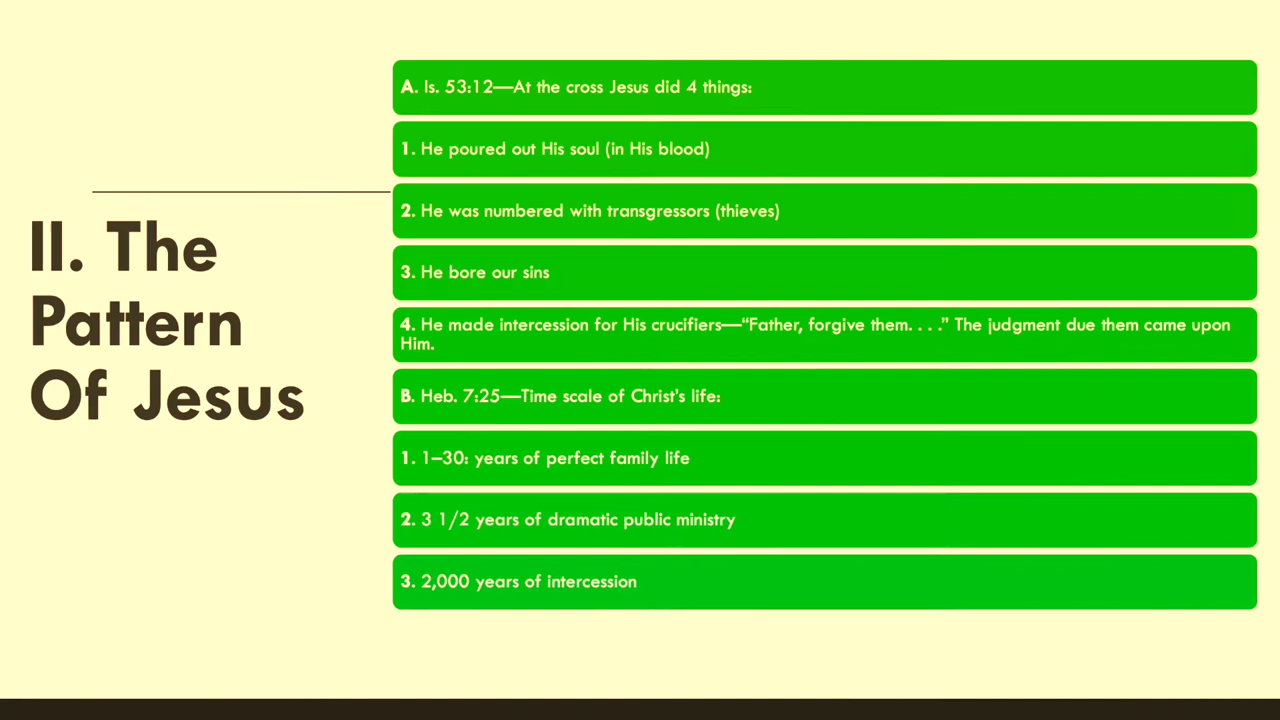 II. The
Pattern
Of Jesus
A. Is. 53:12—At the cross Jesus did 4 things:
1. He poured out His soul (in His blood)
2. He was numbered with transgressors (thieves)
3. He bore our sins
4. He made intercession for His crucifiers—“Father, forgive them. . . .” The judgment due them came upon
Him.
B. Heb. 7:25—Time scale of Christ's life:
1. 1–30: years of perfect family life
2. 3 1/2 years of dramatic public ministry
3. 2,000 years of intercession